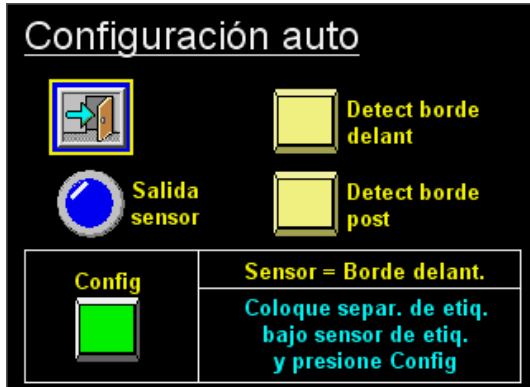 Configuración auto
Detect borde
delant
Salida
sensor
Detect borde
post
Config
Sensor = Borde delant.
Coloque separ. de etiq.
bajo sensor de etiq.
y presione Config